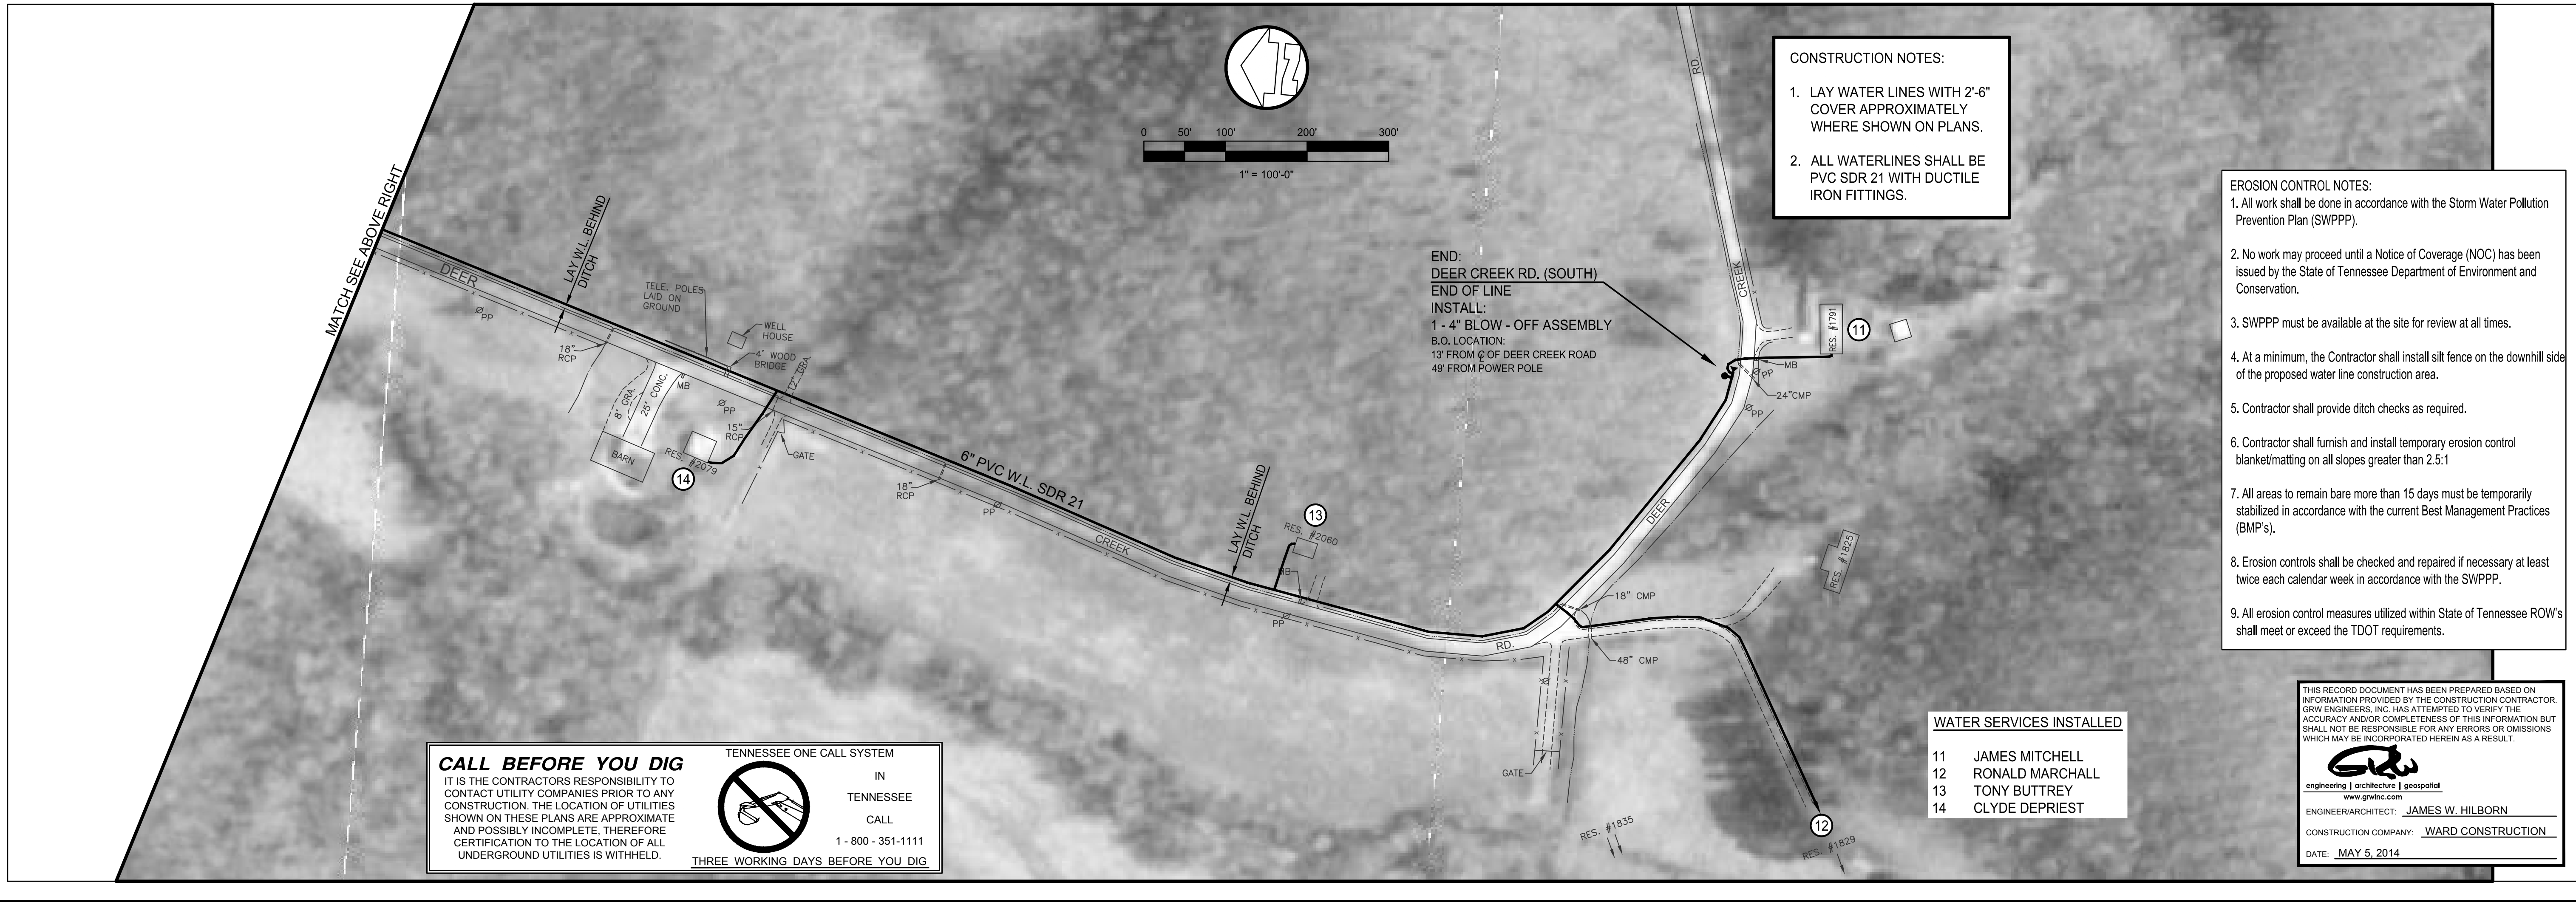 MATCH SEE ABOVE RIGHT
DEER
PP
LAY W.L. BEHIND
DITCH
18"
RCP
TELE. POLES
LAID ON
GROUND
WELL
HOUSE
4' WOOD
BRIDGE
12' GRA.
MB
8' GRA.
25' CONC.
PP
15"
RCP
BARN
RES. #2079
14
GATE
18"
RCP
6" PVC W.L. SDR 21
PP
CREEK
LAY W.L. BEHIND
DITCH
13
RES. #2060
MB
PP
RD.
0 50' 100' 200' 300'
1" = 100'-0"
END:
DEER CREEK RD. (SOUTH)
END OF LINE
INSTALL:
1 - 4" BLOW - OFF ASSEMBLY
B.O. LOCATION:
13' FROM ℄ OF DEER CREEK ROAD
49' FROM POWER POLE
RD.
CREEK
RES. #1791
11
MB
PP
24"CMP
PP
DEER
18" CMP
48" CMP
RES. #1825
GATE
RES. #1835
12
RES. #1829
CONSTRUCTION NOTES:
1. LAY WATER LINES WITH 2'-6"
COVER APPROXIMATELY
WHERE SHOWN ON PLANS.
2. ALL WATERLINES SHALL BE
PVC SDR 21 WITH DUCTILE
IRON FITTINGS.
EROSION CONTROL NOTES:
1. All work shall be done in accordance with the Storm Water Pollution
Prevention Plan (SWPPP).
2. No work may proceed until a Notice of Coverage (NOC) has been
issued by the State of Tennessee Department of Environment and
Conservation.
3. SWPPP must be available at the site for review at all times.
4. At a minimum, the Contractor shall install silt fence on the downhill side
of the proposed water line construction area.
5. Contractor shall provide ditch checks as required.
6. Contractor shall furnish and install temporary erosion control
blanket/matting on all slopes greater than 2.5:1
7. All areas to remain bare more than 15 days must be temporarily
stabilized in accordance with the current Best Management Practices
(BMP's).
8. Erosion controls shall be checked and repaired if necessary at least
twice each calendar week in accordance with the SWPPP.
9. All erosion control measures utilized within State of Tennessee ROW's
shall meet or exceed the TDOT requirements.
CALL BEFORE YOU DIG
IT IS THE CONTRACTORS RESPONSIBILITY TO
CONTACT UTILITY COMPANIES PRIOR TO ANY
CONSTRUCTION. THE LOCATION OF UTILITIES
SHOWN ON THESE PLANS ARE APPROXIMATE
AND POSSIBLY INCOMPLETE, THEREFORE
CERTIFICATION TO THE LOCATION OF ALL
UNDERGROUND UTILITIES IS WITHHELD.
TENNESSEE ONE CALL SYSTEM
IN
TENNESSEE
CALL
1 - 800 - 351-1111
THREE WORKING DAYS BEFORE YOU DIG
WATER SERVICES INSTALLED
11 JAMES MITCHELL
12 RONALD MARCHALL
13 TONY BUTTREY
14 CLYDE DEPRIEST
THIS RECORD DOCUMENT HAS BEEN PREPARED BASED ON
INFORMATION PROVIDED BY THE CONSTRUCTION CONTRACTOR.
GRW ENGINEERS, INC. HAS ATTEMPTED TO VERIFY THE
ACCURACY AND/OR COMPLETENESS OF THIS INFORMATION BUT
SHALL NOT BE RESPONSIBLE FOR ANY ERRORS OR OMISSIONS
WHICH MAY BE INCORPORATED HEREIN AS A RESULT.
GRW
engineering | architecture | geospatial
www.grwinc.com
ENGINEER/ARCHITECT: JAMES W. HILBORN
CONSTRUCTION COMPANY: WARD CONSTRUCTION
DATE: MAY 5, 2014